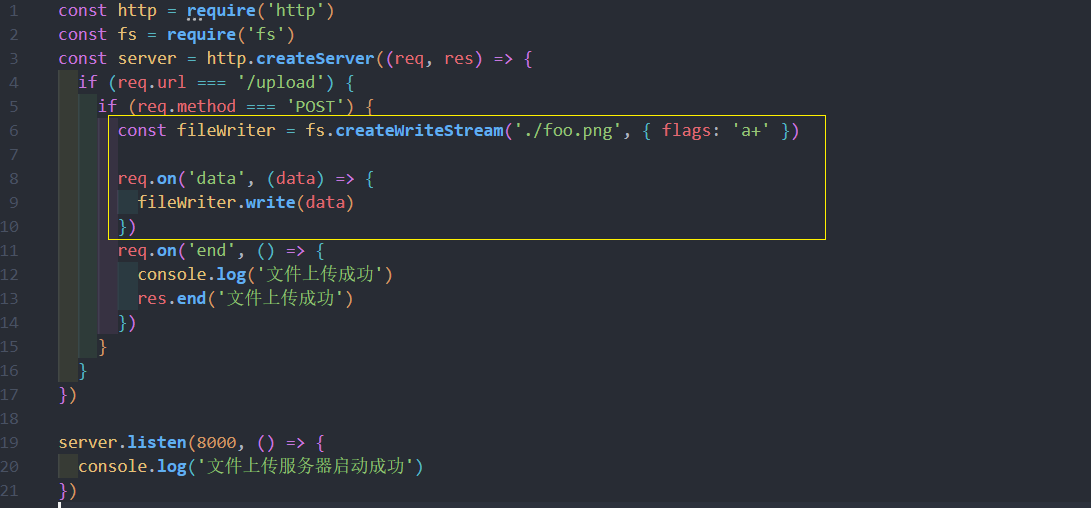 1 const http = require('http')
2 const fs = require('fs')
3 const server = http.createServer((req, res) => {
4   if (req.url === '/upload') {
5     if (req.method === 'POST') {
6       const fileWriter = fs.createWriteStream('./foo.png', { flags: 'a+' })
7
8       req.on('data', (data) => {
9         fileWriter.write(data)
10       })
11       req.on('end', () => {
12         console.log('文件上传成功')
13         res.end('文件上传成功')
14       })
15     }
16   }
17 })
18
19 server.listen(8000, () => {
20   console.log('文件上传服务器启动成功')
21 })